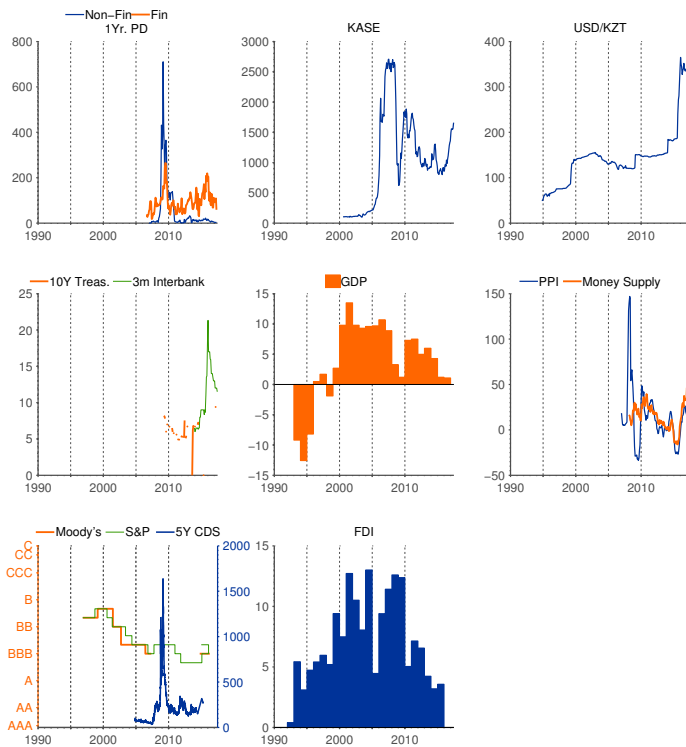 Non-Fin Fin
1Yr. PD
KASE
USD/KZT
800
600
400
200
0
1990 2000 2010
3000
2500
2000
1500
1000
500
0
1990 2000 2010
400
300
200
100
0
1990 2000 2010
10Y Treas. 3m Interbank
GDP
PPI Money Supply
25
20
15
10
5
0
1990 2000 2010
15
10
5
0
−5
−10
−15
1990 2000 2010
150
100
50
0
−50
1990 2000 2010
Moody's S&P 5Y CDS
FDI
C
CC
CCC
B
BB
BBB
A
AA
AAA
2000
1500
1000
500
0
1990 2000 2010
15
10
5
0
1990 2000 2010